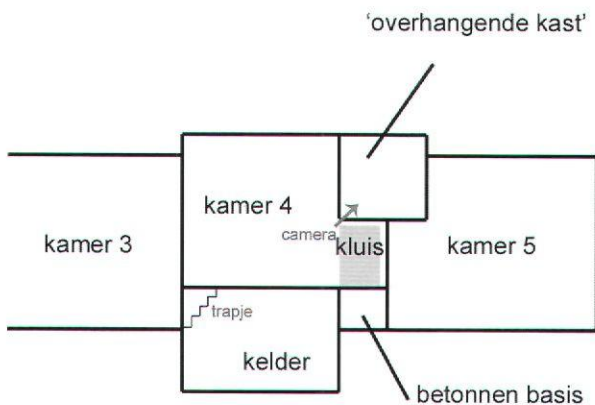 'overhangende kast'
kamer 4
camera
kluis
kamer 3
kamer 5
trapje
kelder
betonnen basis